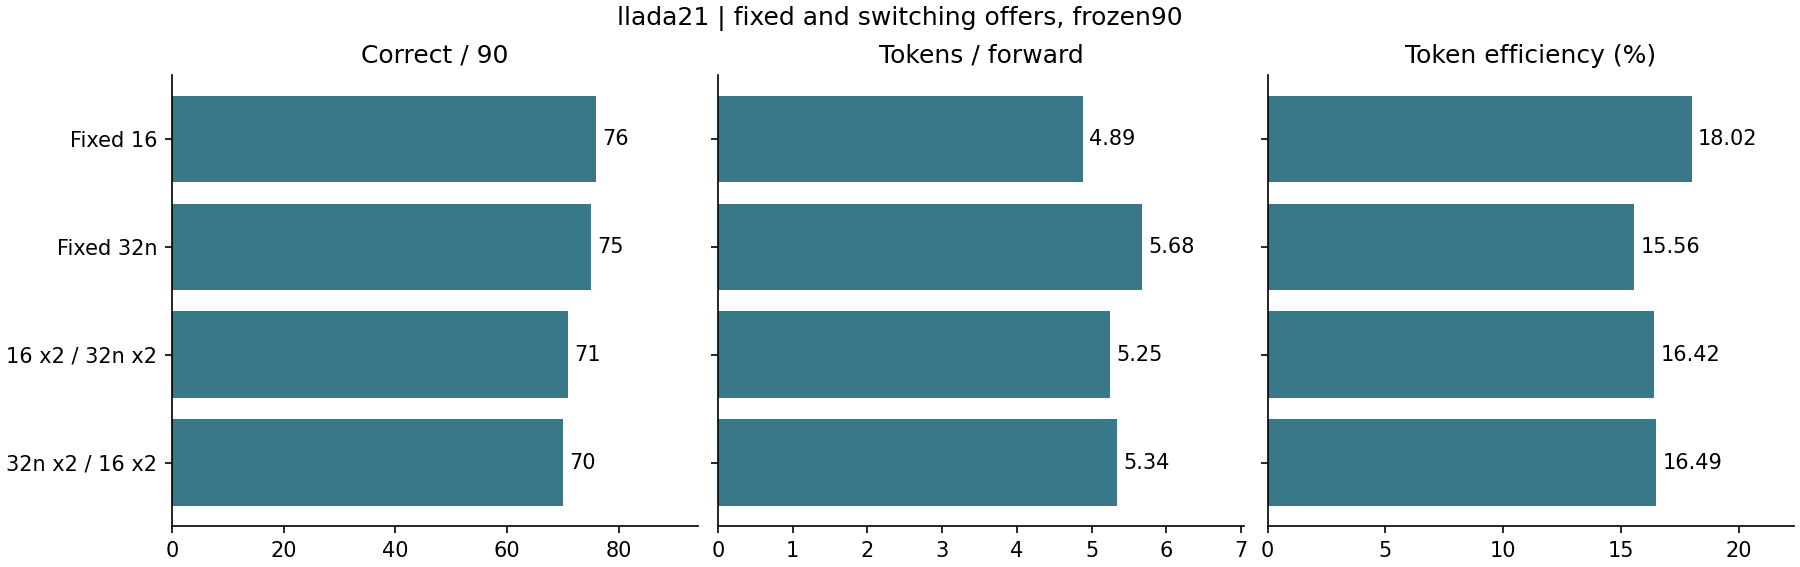 llada21 | fixed and switching offers, frozen90
Correct / 90
Tokens / forward
Token efficiency (%)
Fixed 16
76
4.89
18.02
Fixed 32n
75
5.68
15.56
16 x2 / 32n x2
71
5.25
16.42
32n x2 / 16 x2
70
5.34
16.49
0 20 40 60 80
0 1 2 3 4 5 6 7
0 5 10 15 20